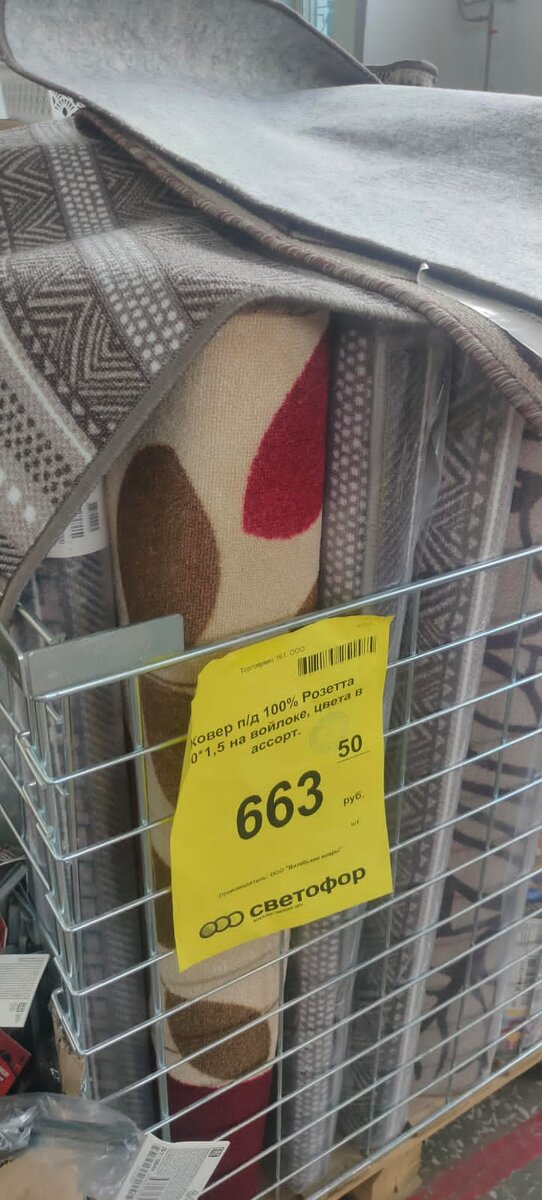 Торгсервис 161, ООО
Ковер п/д 100% Розетта
0*1,5 на войлоке, цвета в
ассорт.
663 50
руб.
шт.
Производитель: ООО "Витебские ковры"
светофор